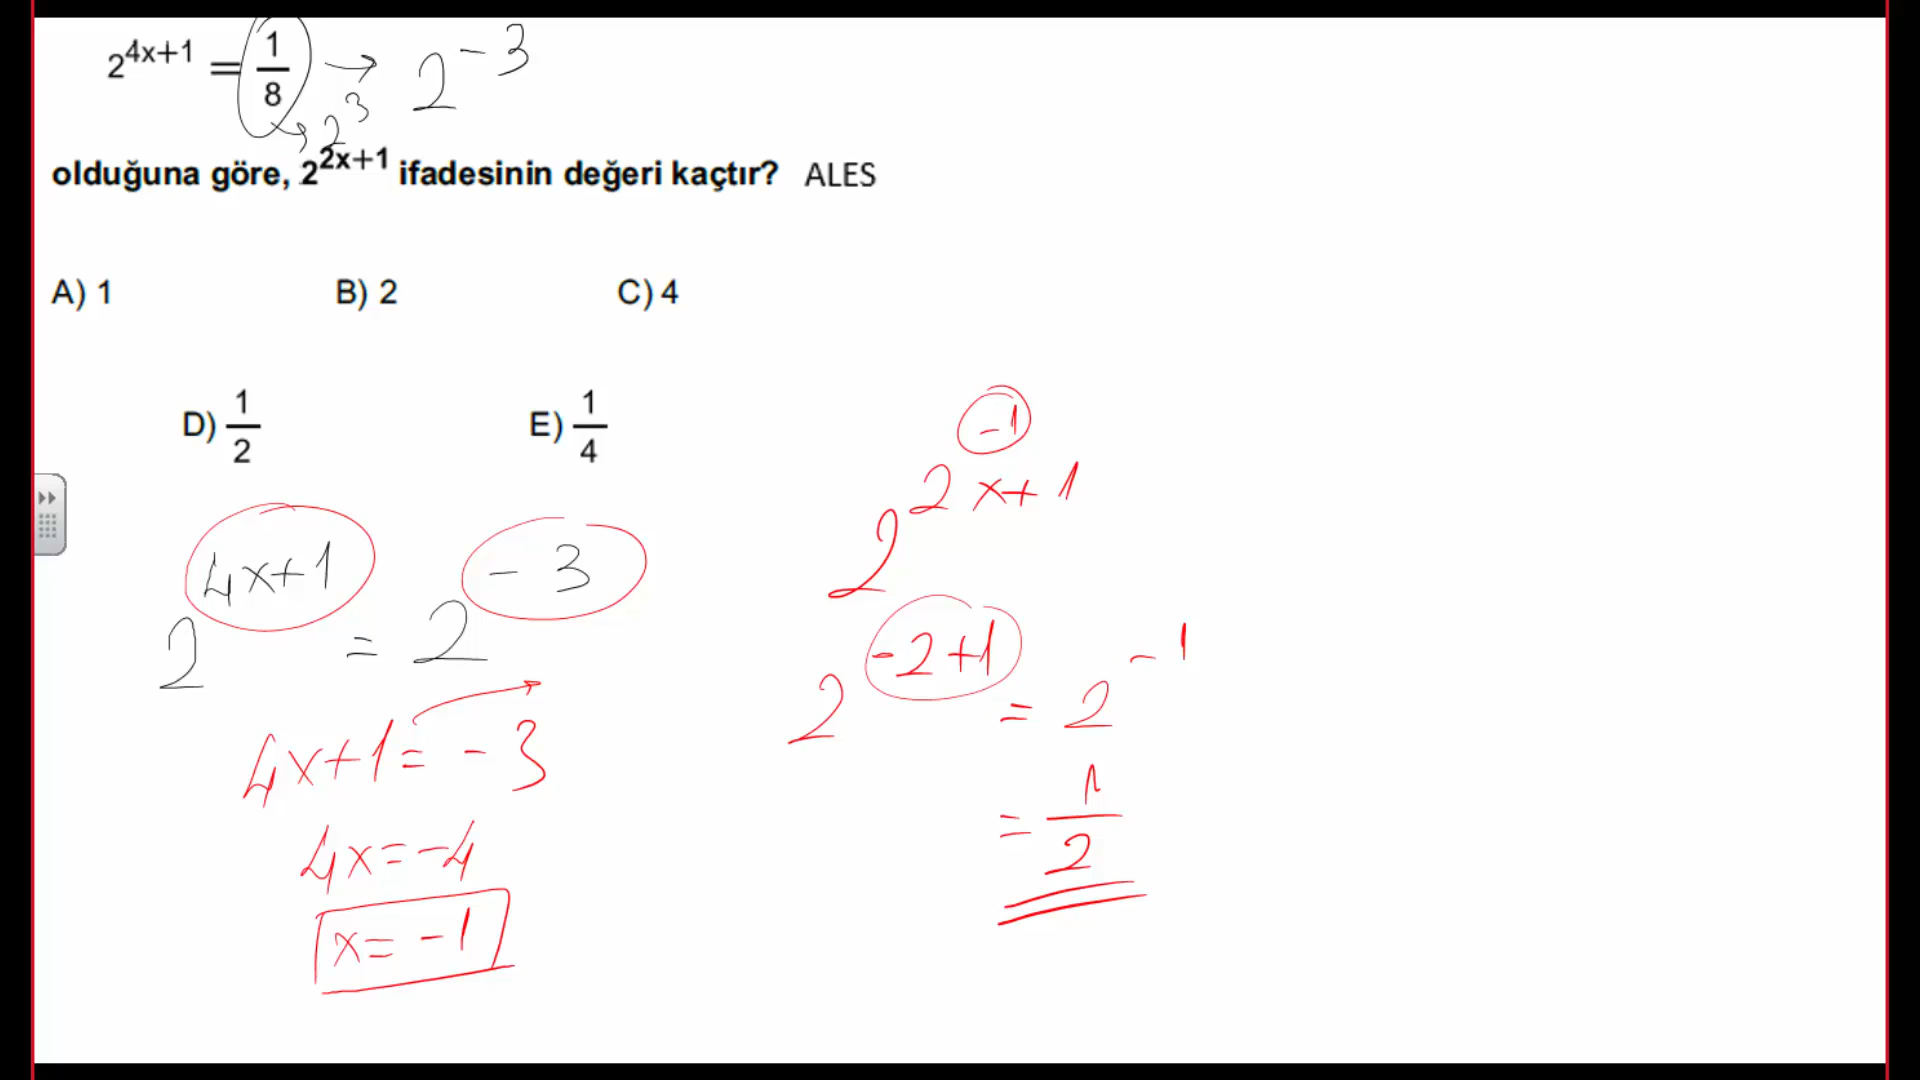 2^{4x+1} = 1/8 → 2^{-3}
→ 2^3
olduğuna göre, 2^{2x+1} ifadesinin değeri kaçtır? ALES
A) 1 B) 2 C) 4
D) 1/2 E) 1/4
2^{4x+1} = 2^{-3}
4x+1 = -3
4x = -4
x = -1
-1
2^{2x+1}
2^{-2+1} = 2^{-1}
= 1/2